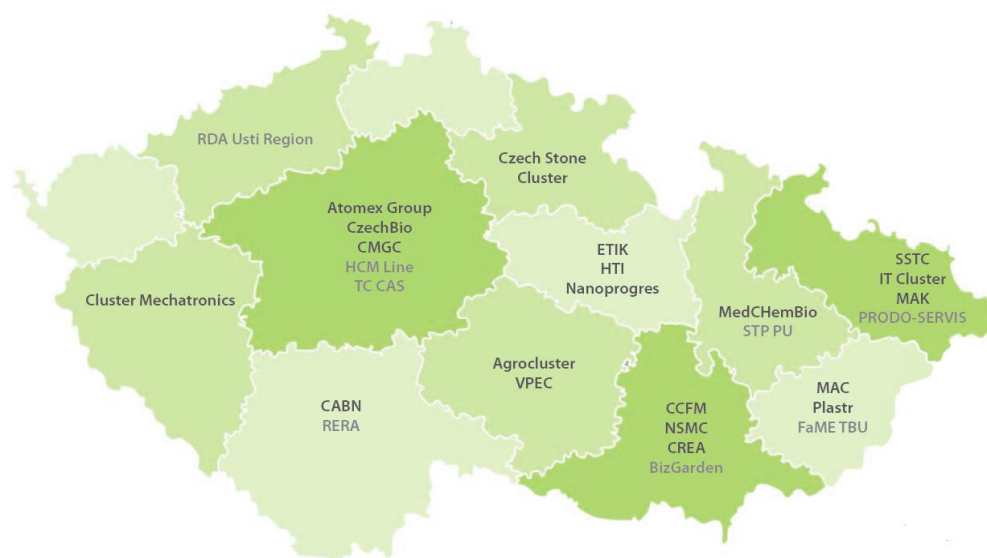 RDA Usti Region
Czech Stone
Cluster
Atomex Group
CzechBio
CMGC
HCM Line
TC CAS
ETIK
HTI
Nanoprogres
SSTC
IT Cluster
MAK
PRODO-SERVIS
Cluster Mechatronics
MedCHemBio
STP PU
Agrocluster
VPEC
CABN
RERA
CCFM
NSMC
CREA
BizGarden
MAC
Plastr
FaME TBU